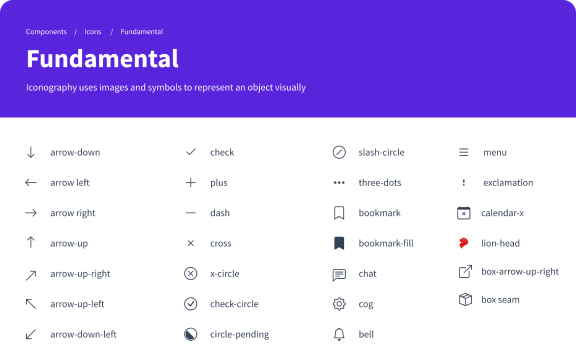 Components / Icons / Fundamental
Fundamental
Iconography uses images and symbols to represent an object visually
arrow-down
arrow left
arrow right
arrow-up
arrow-up-right
arrow-up-left
arrow-down-left
check
plus
dash
cross
x-circle
check-circle
circle-pending
slash-circle
three-dots
bookmark
bookmark-fill
chat
cog
bell
menu
exclamation
calendar-x
lion-head
box-arrow-up-right
box seam